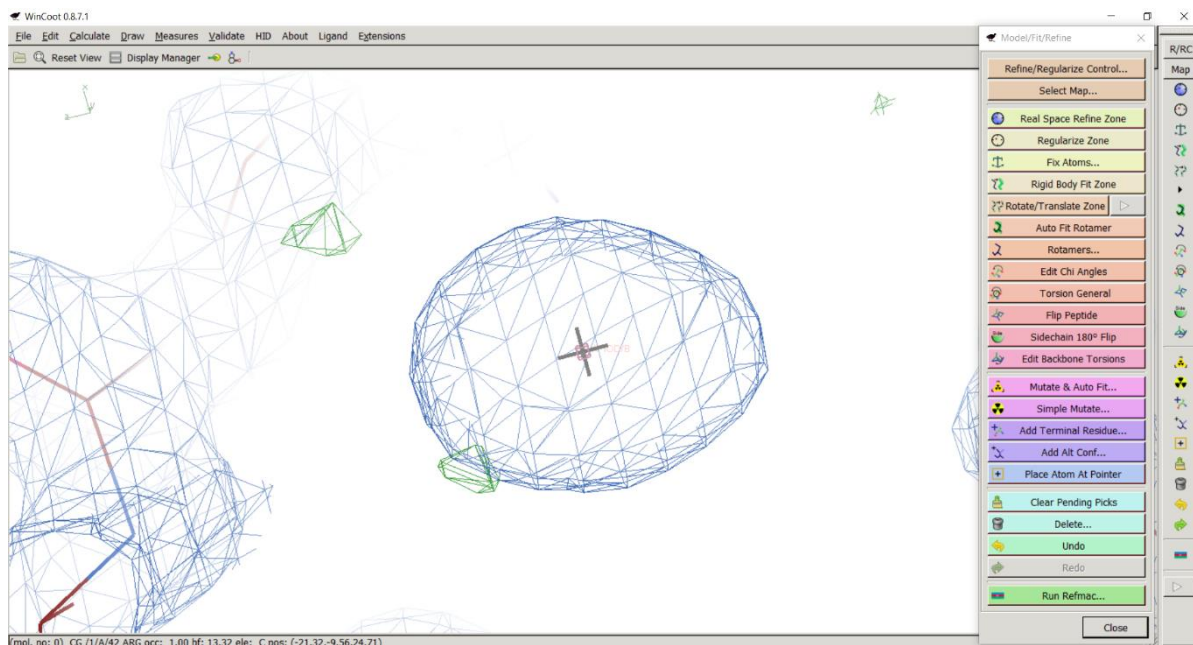 WinCoot 0.8.7.1
File Edit Calculate Draw Measures Validate HID About Ligand Extensions
Reset View Display Manager
Model/Fit/Refine
R/RC
Map
Refine/Regularize Control...
Select Map...
Real Space Refine Zone
Regularize Zone
Fix Atoms...
Rigid Body Fit Zone
Rotate/Translate Zone
Auto Fit Rotamer
Rotamers...
Edit Chi Angles
Torsion General
Flip Peptide
Side
Sidechain 180° Flip
Edit Backbone Torsions
Mutate & Auto Fit...
Simple Mutate...
Add Terminal Residue...
Add Alt Conf...
Place Atom At Pointer
Clear Pending Picks
Delete...
Undo
Redo
Run Refmac...
Close
(mol. no: 0) CG /1/A/42 ARG occ: 1.00 bf: 13.32 ele: C pos: (-21.32,-9.56,24.71)